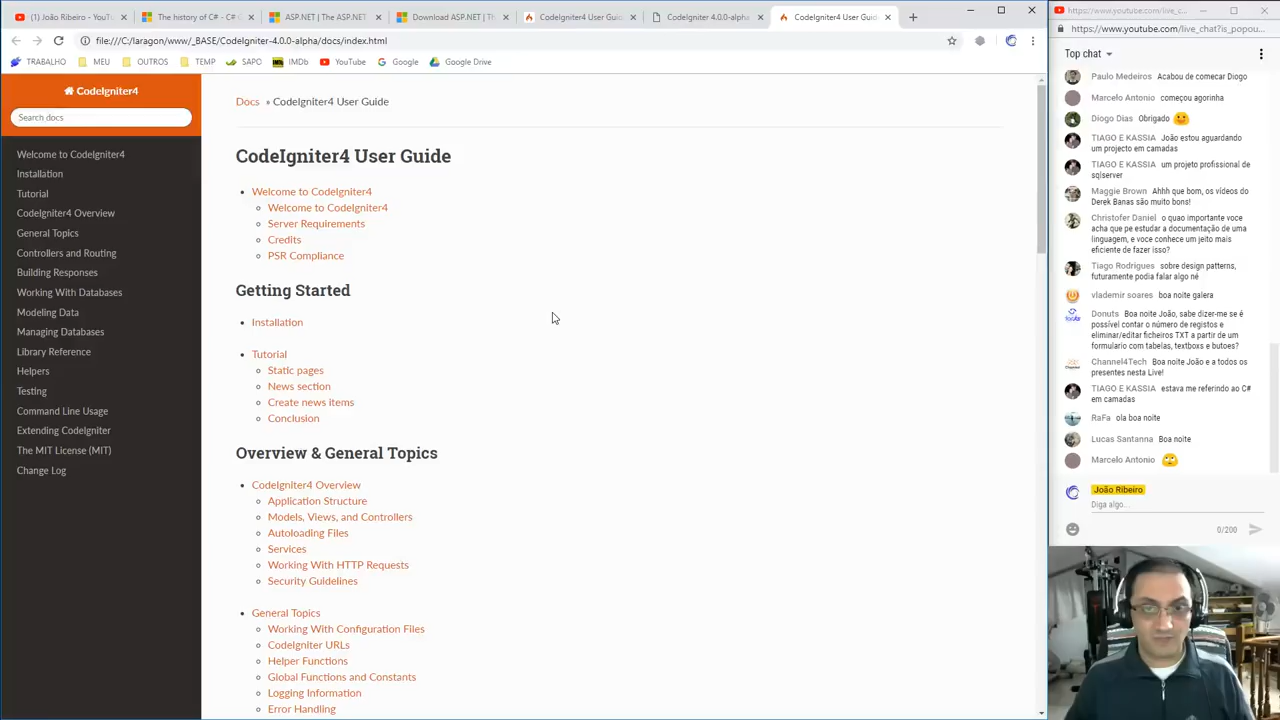 (1) João Ribeiro - YouT
The history of C# - C# G
ASP.NET | The ASP.NET
Download ASP.NET | Th
CodeIgniter4 User Guid
CodeIgniter 4.0.0-alpha
CodeIgniter4 User Guide
file:///C:/laragon/www/_BASE/CodeIgniter-4.0.0-alpha/docs/index.html
TRABALHO
MEU
OUTROS
TEMP
SAPO
IMDb
YouTube
Google
Google Drive
CodeIgniter4
Search docs
Welcome to CodeIgniter4
Installation
Tutorial
CodeIgniter4 Overview
General Topics
Controllers and Routing
Building Responses
Working With Databases
Modeling Data
Managing Databases
Library Reference
Helpers
Testing
Command Line Usage
Extending CodeIgniter
The MIT License (MIT)
Change Log
Docs » CodeIgniter4 User Guide
CodeIgniter4 User Guide
Welcome to CodeIgniter4
Welcome to CodeIgniter4
Server Requirements
Credits
PSR Compliance
Getting Started
Installation
Tutorial
Static pages
News section
Create news items
Conclusion
Overview & General Topics
CodeIgniter4 Overview
Application Structure
Models, Views, and Controllers
Autoloading Files
Services
Working With HTTP Requests
Security Guidelines
General Topics
Working With Configuration Files
CodeIgniter URLs
Helper Functions
Global Functions and Constants
Logging Information
Error Handling
https://www.youtube.com/live_c...
https://www.youtube.com/live_chat?is_popou...
Top chat
Paulo Medeiros Acabou de comecar Diogo
Marcelo Antonio começou agorinha
Diogo Dias Obrigado
TIAGO E KASSIA João estou aguardando
um projecto em camadas
TIAGO E KASSIA um projeto profissional de
sqlserver
Maggie Brown Ahhh que bom, os vídeos do
Derek Banas são muito bons!
Christofer Daniel o quao importante voce
acha que pe estudar a documentação de uma
linguagem, e voce conhece um jeito mais
eficiente de fazer isso?
Tiago Rodrigues sobre design patterns,
futuramente podia falar algo né
vlademir soares boa noite galera
Donuts Boa noite João, sabe dizer-me se é
possível contar o número de registos e
eliminar/editar ficheiros TXT a partir de um
formulario com tabelas, textboxs e butoes?
Channel4Tech Boa noite João e a todos os
presentes nesta Live!
TIAGO E KASSIA estava me referindo ao C#
em camadas
RaFa ola boa noite
Lucas Santanna Boa noite
Marcelo Antonio
João Ribeiro
Diga algo...
0/200